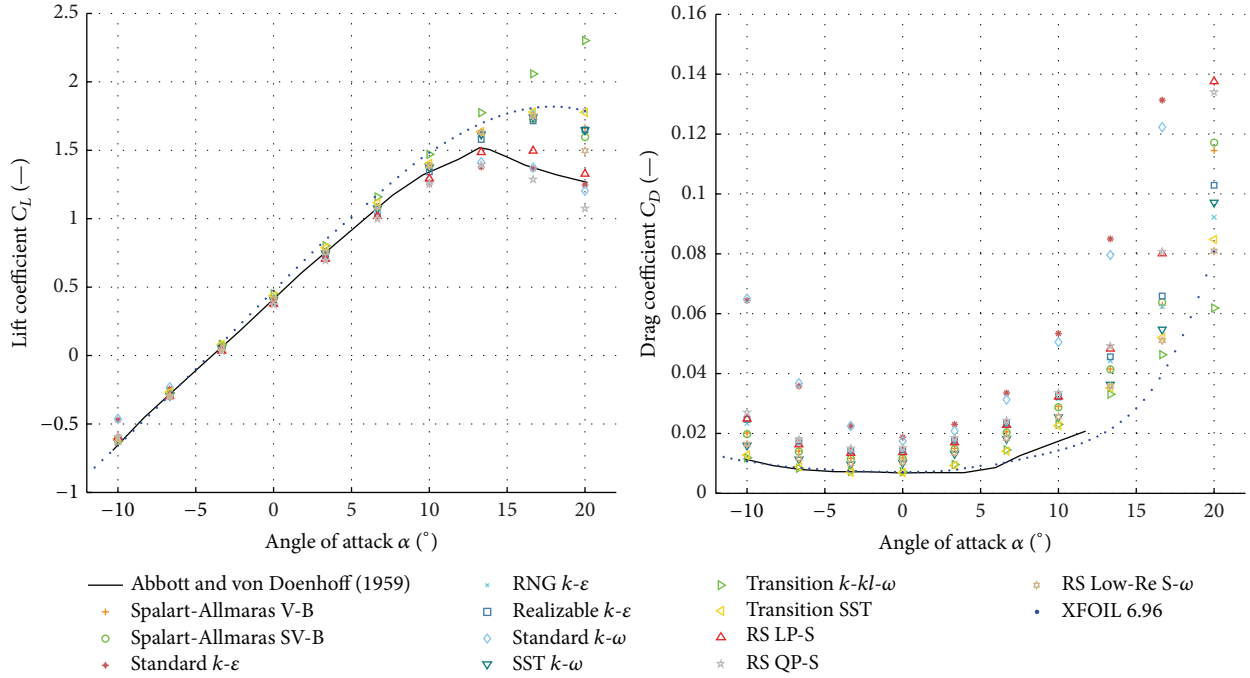 2.5
2
1.5
1
0.5
0
−0.5
−1
−10
−5
0
5
10
15
20
Lift coefficient C_L (—)
Angle of attack α (°)
0.16
0.14
0.12
0.1
0.08
0.06
0.04
0.02
0
−10
−5
0
5
10
15
20
Drag coefficient C_D (—)
Angle of attack α (°)
Abbott and von Doenhoff (1959)
Spalart-Allmaras V-B
Spalart-Allmaras SV-B
Standard k-ε
RNG k-ε
Realizable k-ε
Standard k-ω
SST k-ω
Transition k-kl-ω
Transition SST
RS LP-S
RS QP-S
RS Low-Re S-ω
XFOIL 6.96